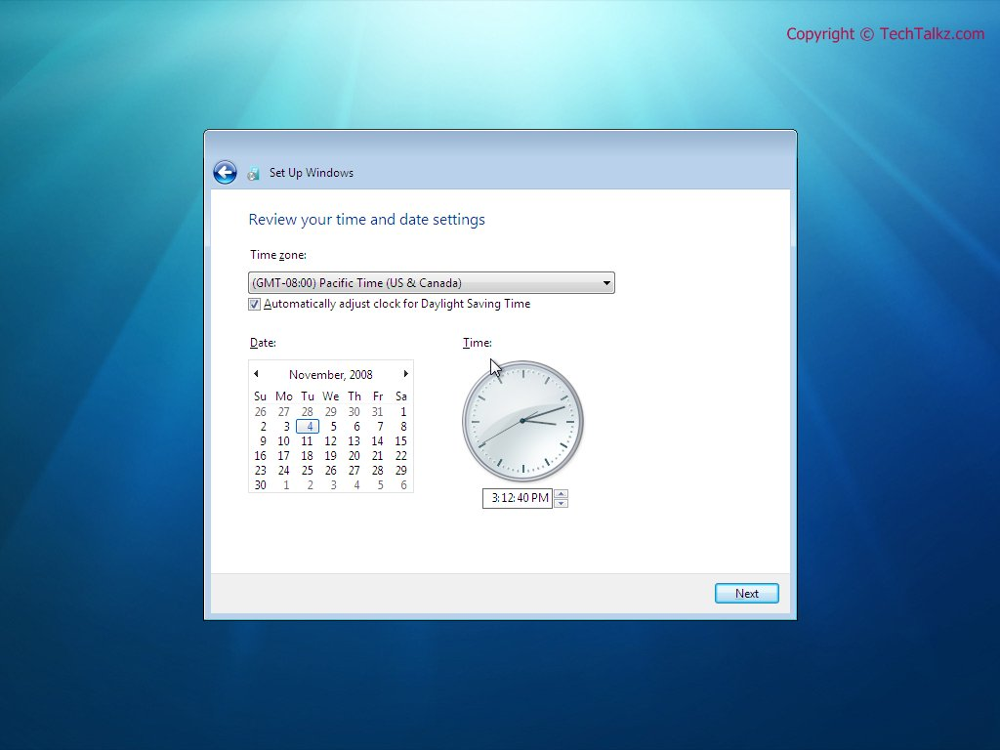 Copyright © TechTalkz.com
Set Up Windows
Review your time and date settings
Time zone:
(GMT-08:00) Pacific Time (US & Canada)
Automatically adjust clock for Daylight Saving Time
Date: Time:
November, 2008
Su Mo Tu We Th Fr Sa
26 27 28 29 30 31 1
2 3 4 5 6 7 8
9 10 11 12 13 14 15
16 17 18 19 20 21 22
23 24 25 26 27 28 29
30 1 2 3 4 5 6
3:12:40 PM
Next